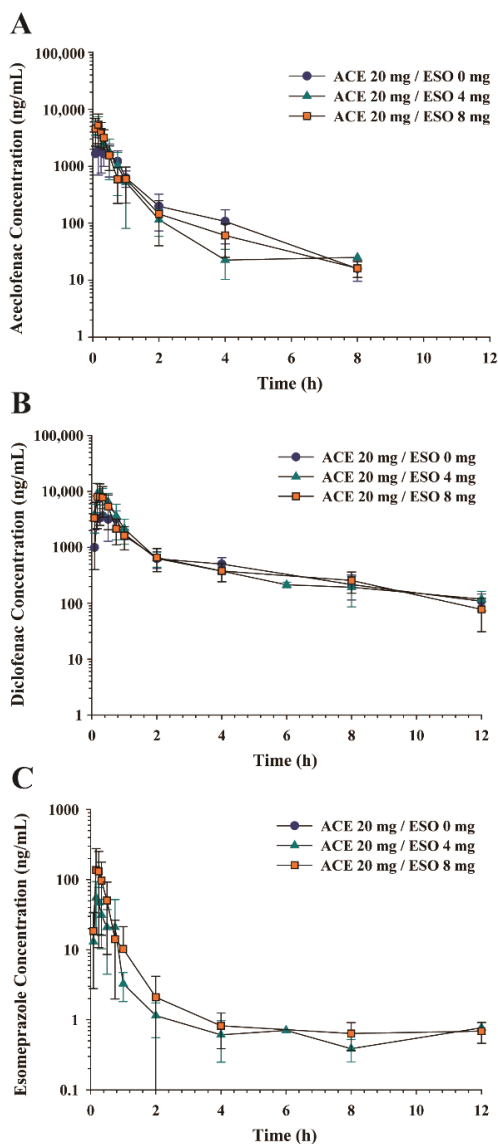 A
Aceclofenac Concentration (ng/mL)
100,000
10,000
1000
100
10
1
ACE 20 mg / ESO 0 mg
ACE 20 mg / ESO 4 mg
ACE 20 mg / ESO 8 mg
0 2 4 6 8 10 12
Time (h)
B
Diclofenac Concentration (ng/mL)
100,000
10,000
1000
100
10
1
ACE 20 mg / ESO 0 mg
ACE 20 mg / ESO 4 mg
ACE 20 mg / ESO 8 mg
0 2 4 6 8 10 12
Time (h)
C
Esomeprazole Concentration (ng/mL)
1000
100
10
1
0.1
ACE 20 mg / ESO 0 mg
ACE 20 mg / ESO 4 mg
ACE 20 mg / ESO 8 mg
0 2 4 6 8 10 12
Time (h)